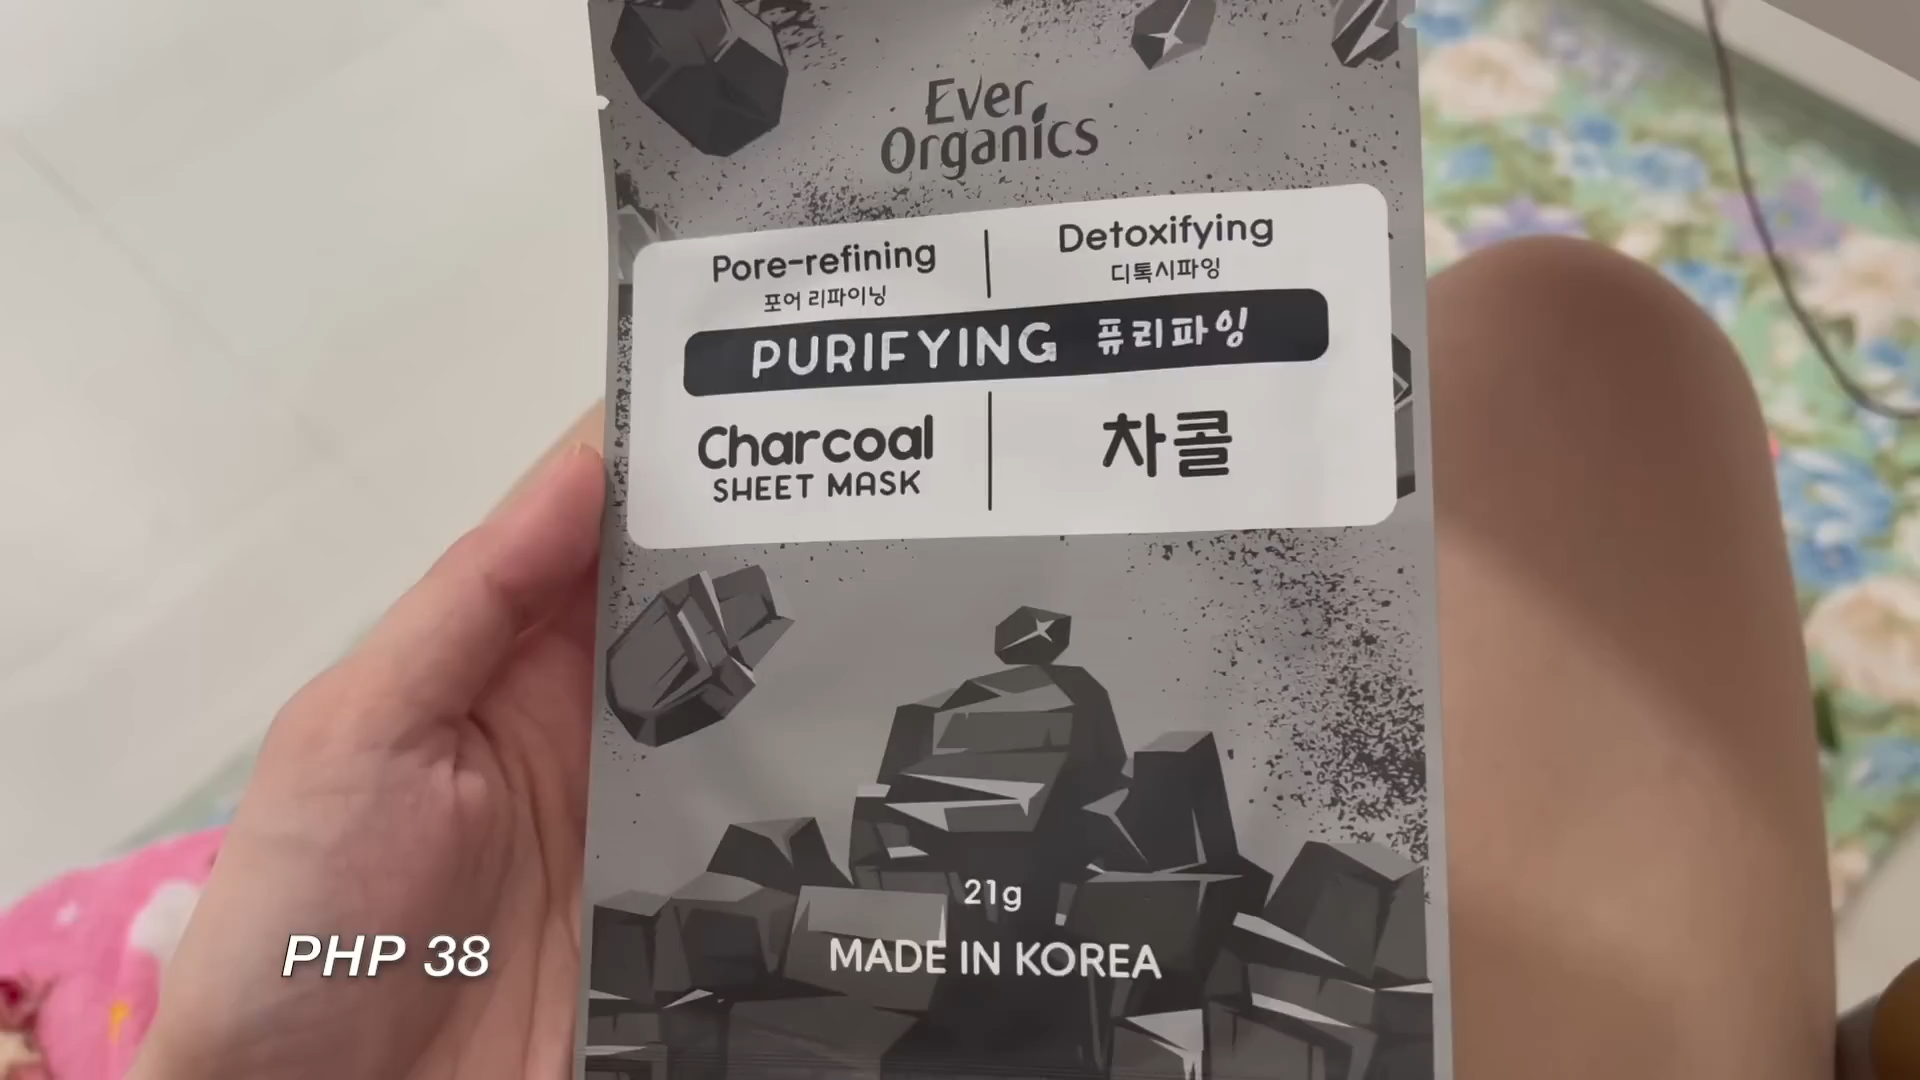 Ever
Organics
Pore-refining
포어 리파이닝
Detoxifying
디톡시파잉
PURIFYING 퓨리파잉
Charcoal
SHEET MASK
차콜
21g
MADE IN KOREA
PHP 38